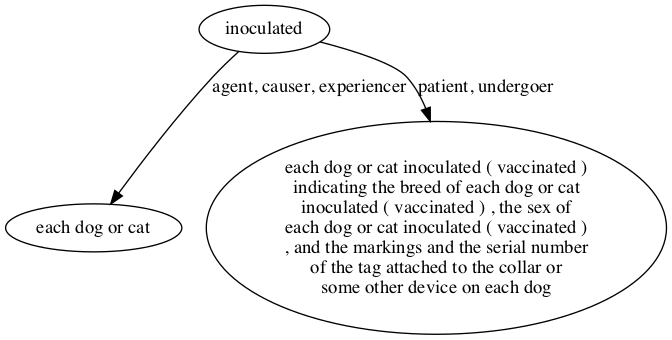 inoculated
agent, causer, experiencer
patient, undergoer
each dog or cat
each dog or cat inoculated ( vaccinated )
indicating the breed of each dog or cat
inoculated ( vaccinated ) , the sex of
each dog or cat inoculated ( vaccinated )
, and the markings and the serial number
of the tag attached to the collar or
some other device on each dog